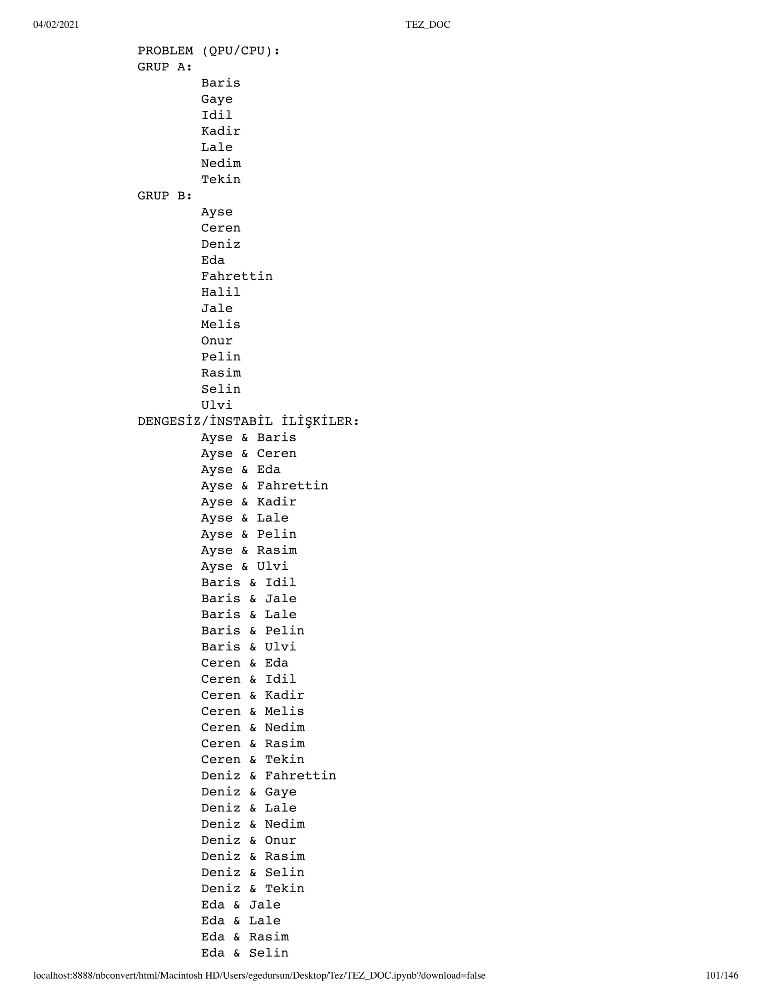 04/02/2021 TEZ_DOC
PROBLEM (QPU/CPU):
GRUP A:
Baris
Gaye
Idil
Kadir
Lale
Nedim
Tekin
GRUP B:
Ayse
Ceren
Deniz
Eda
Fahrettin
Halil
Jale
Melis
Onur
Pelin
Rasim
Selin
Ulvi
DENGESİZ/İNSTABİL İLİŞKİLER:
Ayse & Baris
Ayse & Ceren
Ayse & Eda
Ayse & Fahrettin
Ayse & Kadir
Ayse & Lale
Ayse & Pelin
Ayse & Rasim
Ayse & Ulvi
Baris & Idil
Baris & Jale
Baris & Lale
Baris & Pelin
Baris & Ulvi
Ceren & Eda
Ceren & Idil
Ceren & Kadir
Ceren & Melis
Ceren & Nedim
Ceren & Rasim
Ceren & Tekin
Deniz & Fahrettin
Deniz & Gaye
Deniz & Lale
Deniz & Nedim
Deniz & Onur
Deniz & Rasim
Deniz & Selin
Deniz & Tekin
Eda & Jale
Eda & Lale
Eda & Rasim
Eda & Selin
localhost:8888/nbconvert/html/Macintosh HD/Users/egedursun/Desktop/Tez/TEZ_DOC.ipynb?download=false 101/146